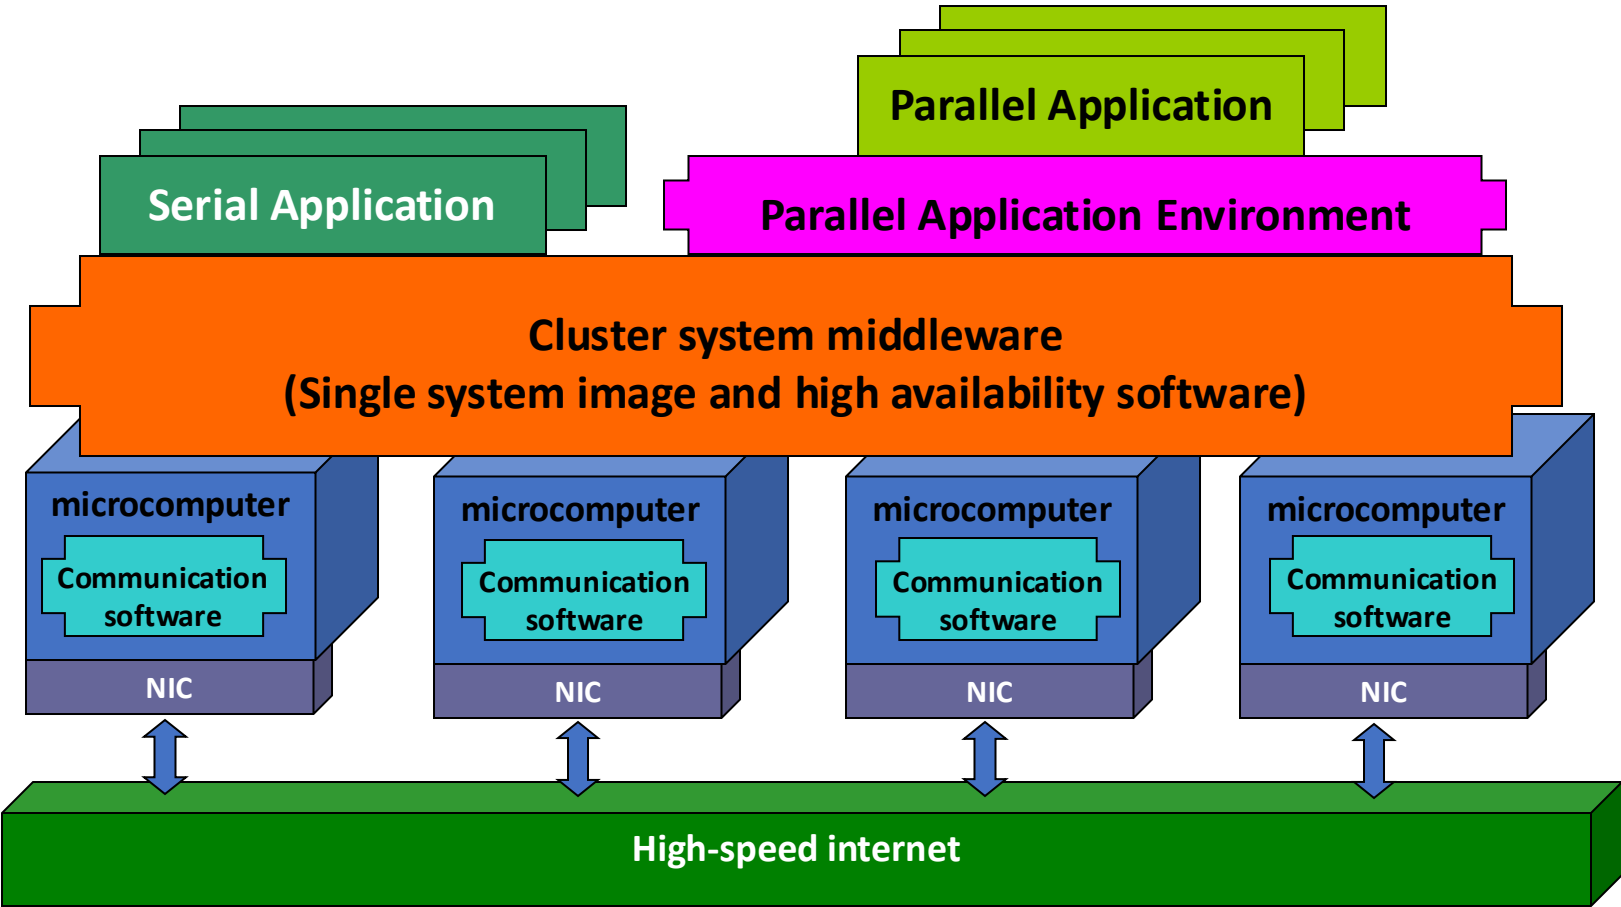 Parallel Application
Serial Application
Parallel Application Environment
Cluster system middleware
(Single system image and high availability software)
microcomputer
Communication
software
NIC
microcomputer
Communication
software
NIC
microcomputer
Communication
software
NIC
microcomputer
Communication
software
NIC
High-speed internet